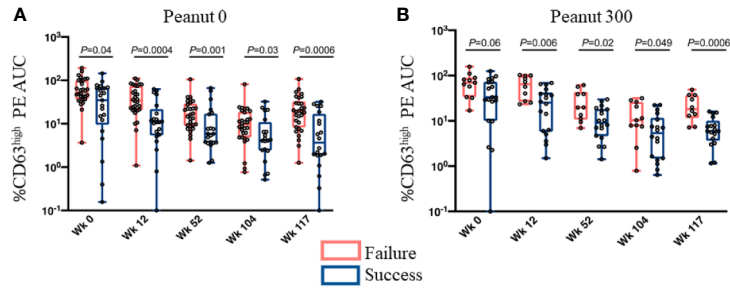 A
Peanut 0
%CD63high PE AUC
P=0.04 P=0.0004 P=0.001 P=0.03 P=0.0006
10³
10²
10¹
10⁰
10⁻¹
Wk 0 Wk 12 Wk 52 Wk 104 Wk 117
B
Peanut 300
%CD63high PE AUC
P=0.06 P=0.006 P=0.02 P=0.049 P=0.0006
10³
10²
10¹
10⁰
10⁻¹
Wk 0 Wk 12 Wk 52 Wk 104 Wk 117
Failure
Success